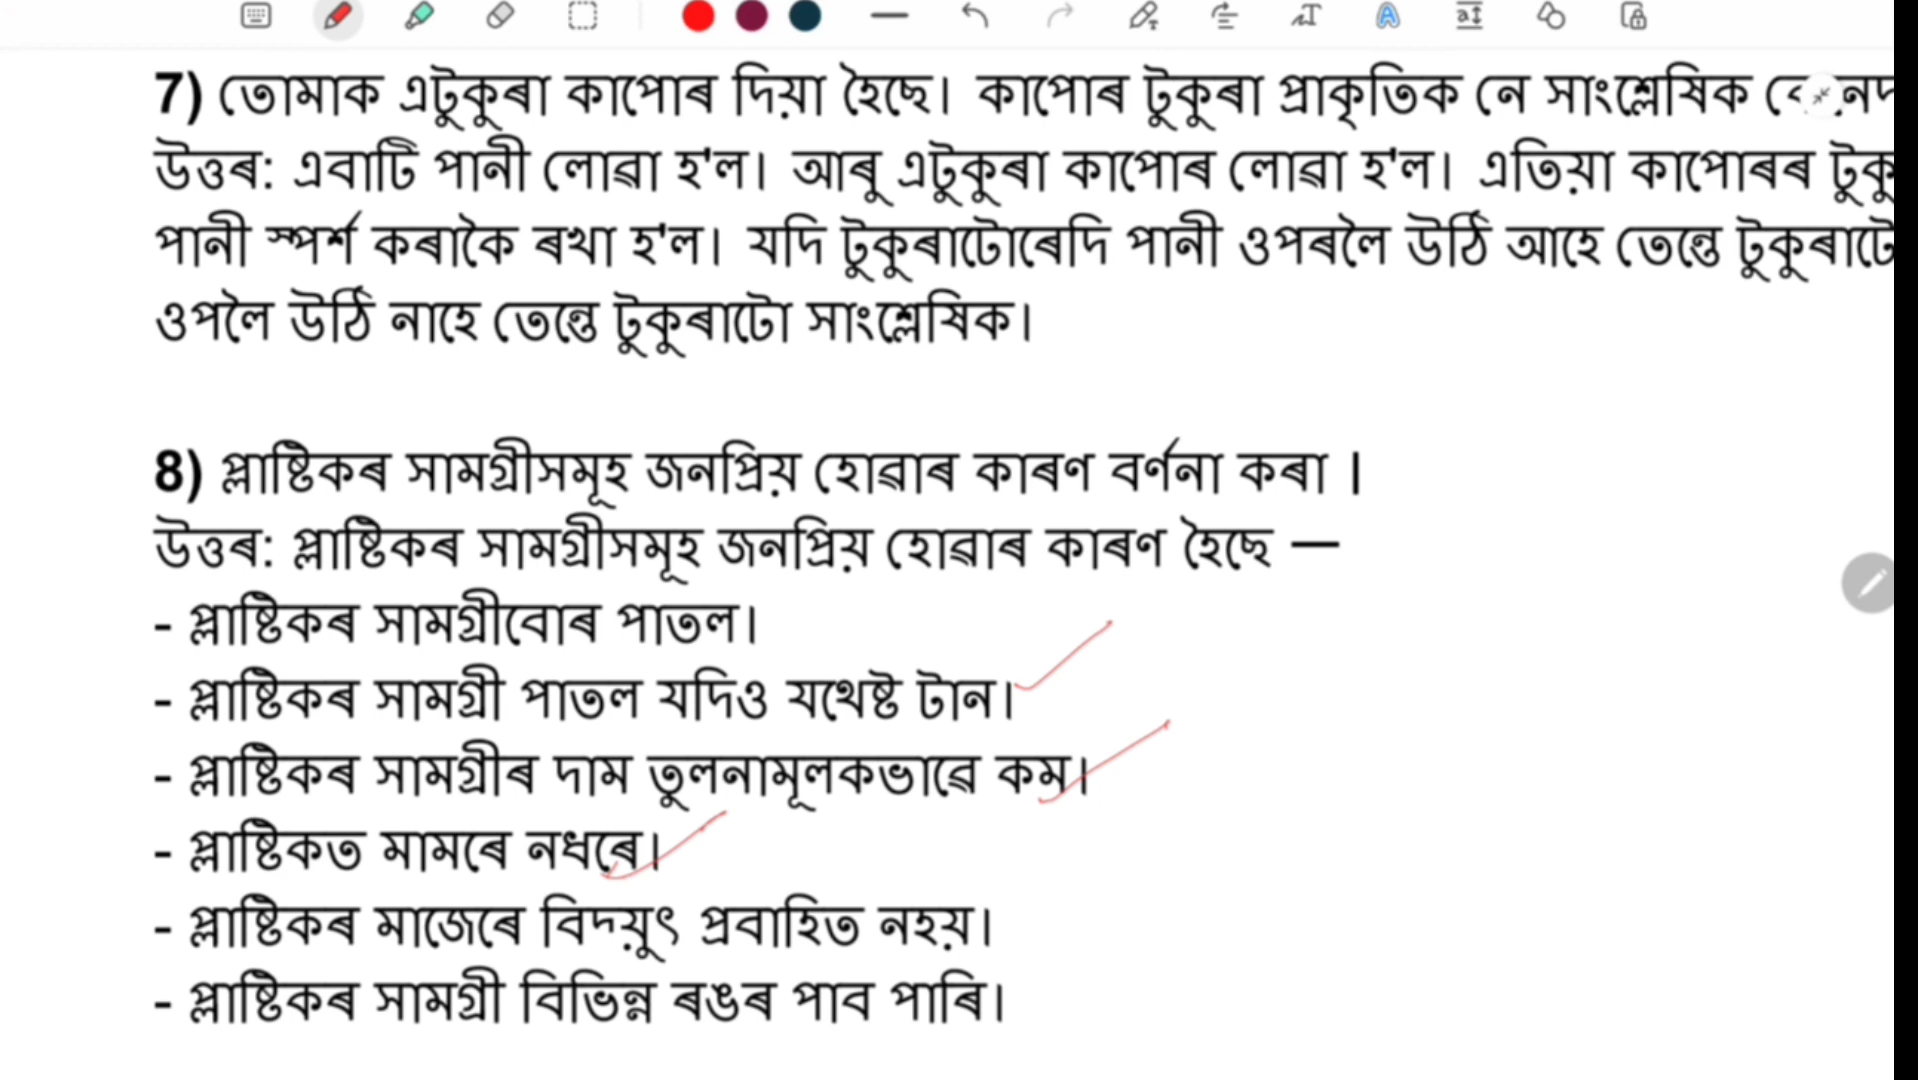 7) তোমাক এটুকুৰা কাপোৰ দিয়া হৈছে। কাপোৰ টুকুৰা প্ৰাকৃতিক নে সাংশ্লেষিক
উত্তৰ: এবাটি পানী লোৱা হ'ল। আৰু এটুকুৰা কাপোৰ লোৱা হ'ল। এতিয়া কাপোৰৰ
পানী স্পৰ্শ কৰাকৈ ৰখা হ'ল। যদি টুকুৰাটোৰেদি পানী ওপৰলৈ উঠি আহে তেন্তে
ওপলৈ উঠি নাহে তেন্তে টুকুৰাটো সাংশ্লেষিক।
8) প্লাষ্টিকৰ সামগ্ৰীসমূহ জনপ্ৰিয় হোৱাৰ কাৰণ বৰ্ণনা কৰা |
উত্তৰ: প্লাষ্টিকৰ সামগ্ৰীসমূহ জনপ্ৰিয় হোৱাৰ কাৰণ হৈছে —
- প্লাষ্টিকৰ সামগ্ৰীবোৰ পাতল।
- প্লাষ্টিকৰ সামগ্ৰী পাতল যদিও যথেষ্ট টান।
- প্লাষ্টিকৰ সামগ্ৰীৰ দাম তুলনামূলকভাৱে কম।
- প্লাষ্টিকত মামৰে নধৰে।
- প্লাষ্টিকৰ মাজেৰে বিদ্যুৎ প্ৰবাহিত নহয়।
- প্লাষ্টিকৰ সামগ্ৰী বিভিন্ন ৰঙৰ পাব পাৰি।